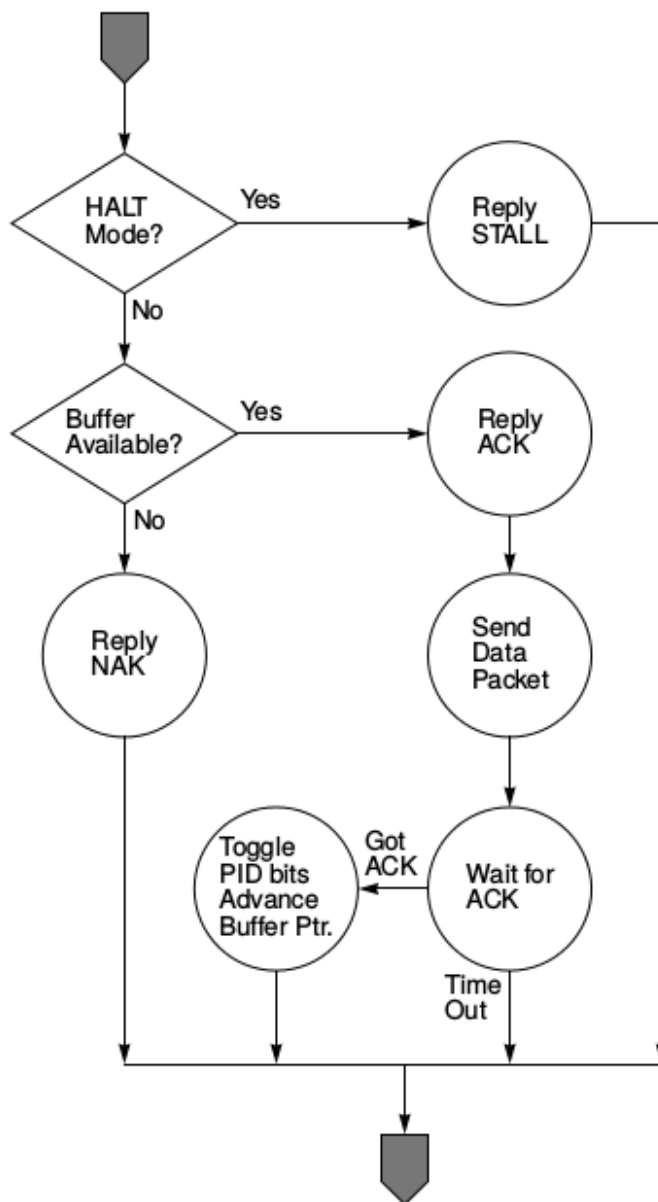 HALT
Mode?
Yes
Reply
STALL
No
Buffer
Available?
Yes
Reply
ACK
No
Reply
NAK
Send
Data
Packet
Toggle
PID bits
Advance
Buffer Ptr.
Got
ACK
Wait for
ACK
Time
Out